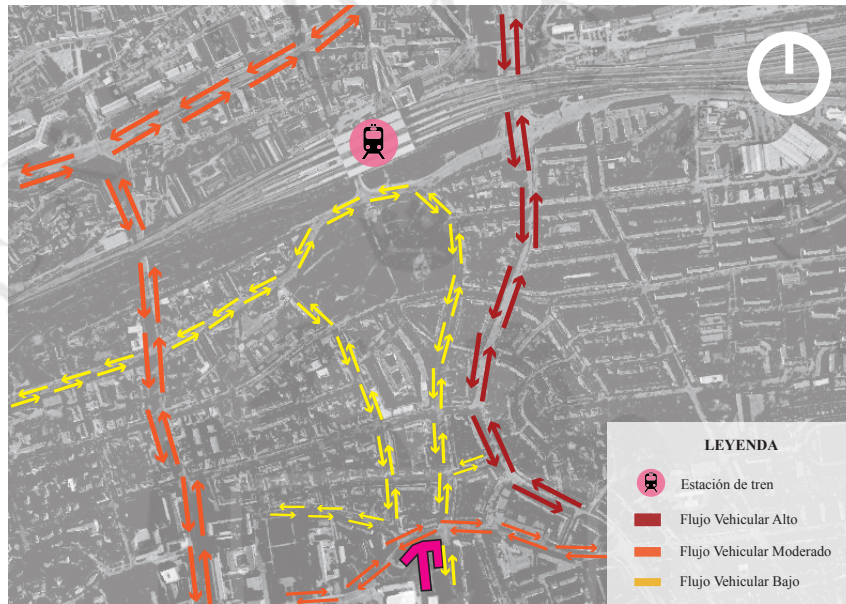 LEYENDA
Estación de tren
Flujo Vehicular Alto
Flujo Vehicular Moderado
Flujo Vehicular Bajo